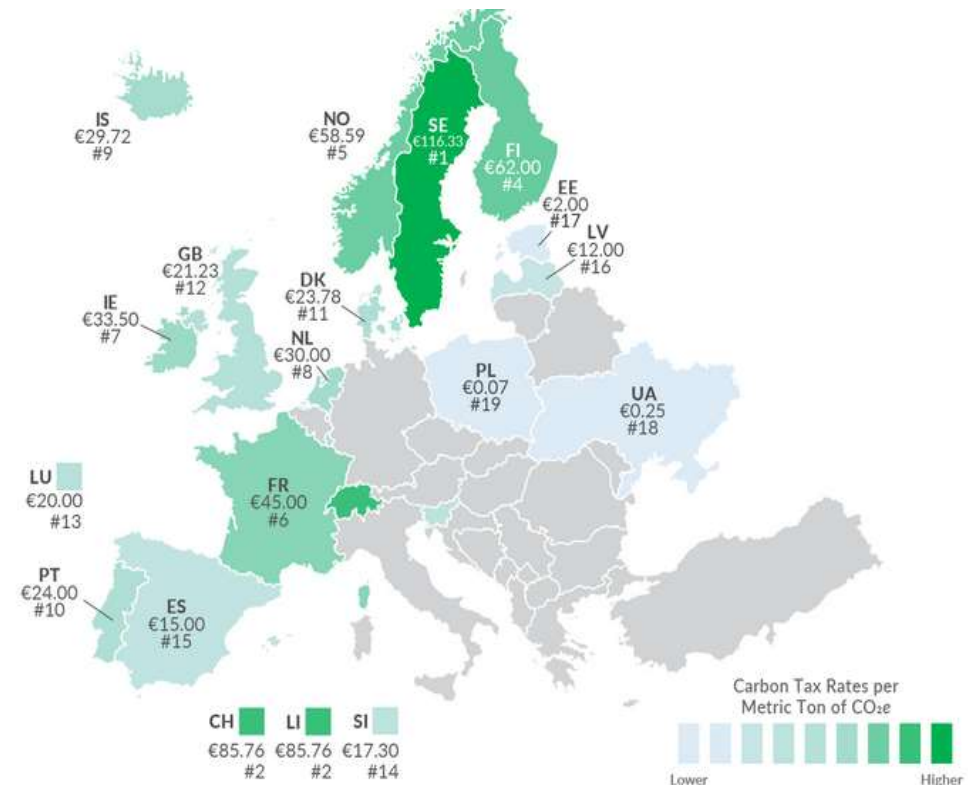 IS
€29.72
#9
NO
€58.59
#5
SE
€116.33
#1
FI
€62.00
#4
EE
€2.00
#17
LV
€12.00
#16
GB
€21.23
#12
DK
€23.78
#11
IE
€33.50
#7
NL
€30.00
#8
PL
€0.07
#19
UA
€0.25
#18
LU
€20.00
#13
FR
€45.00
#6
PT
€24.00
#10
ES
€15.00
#15
CH
€85.76
#2
LI
€85.76
#2
SI
€17.30
#14
Carbon Tax Rates per
Metric Ton of CO₂e
Lower
Higher